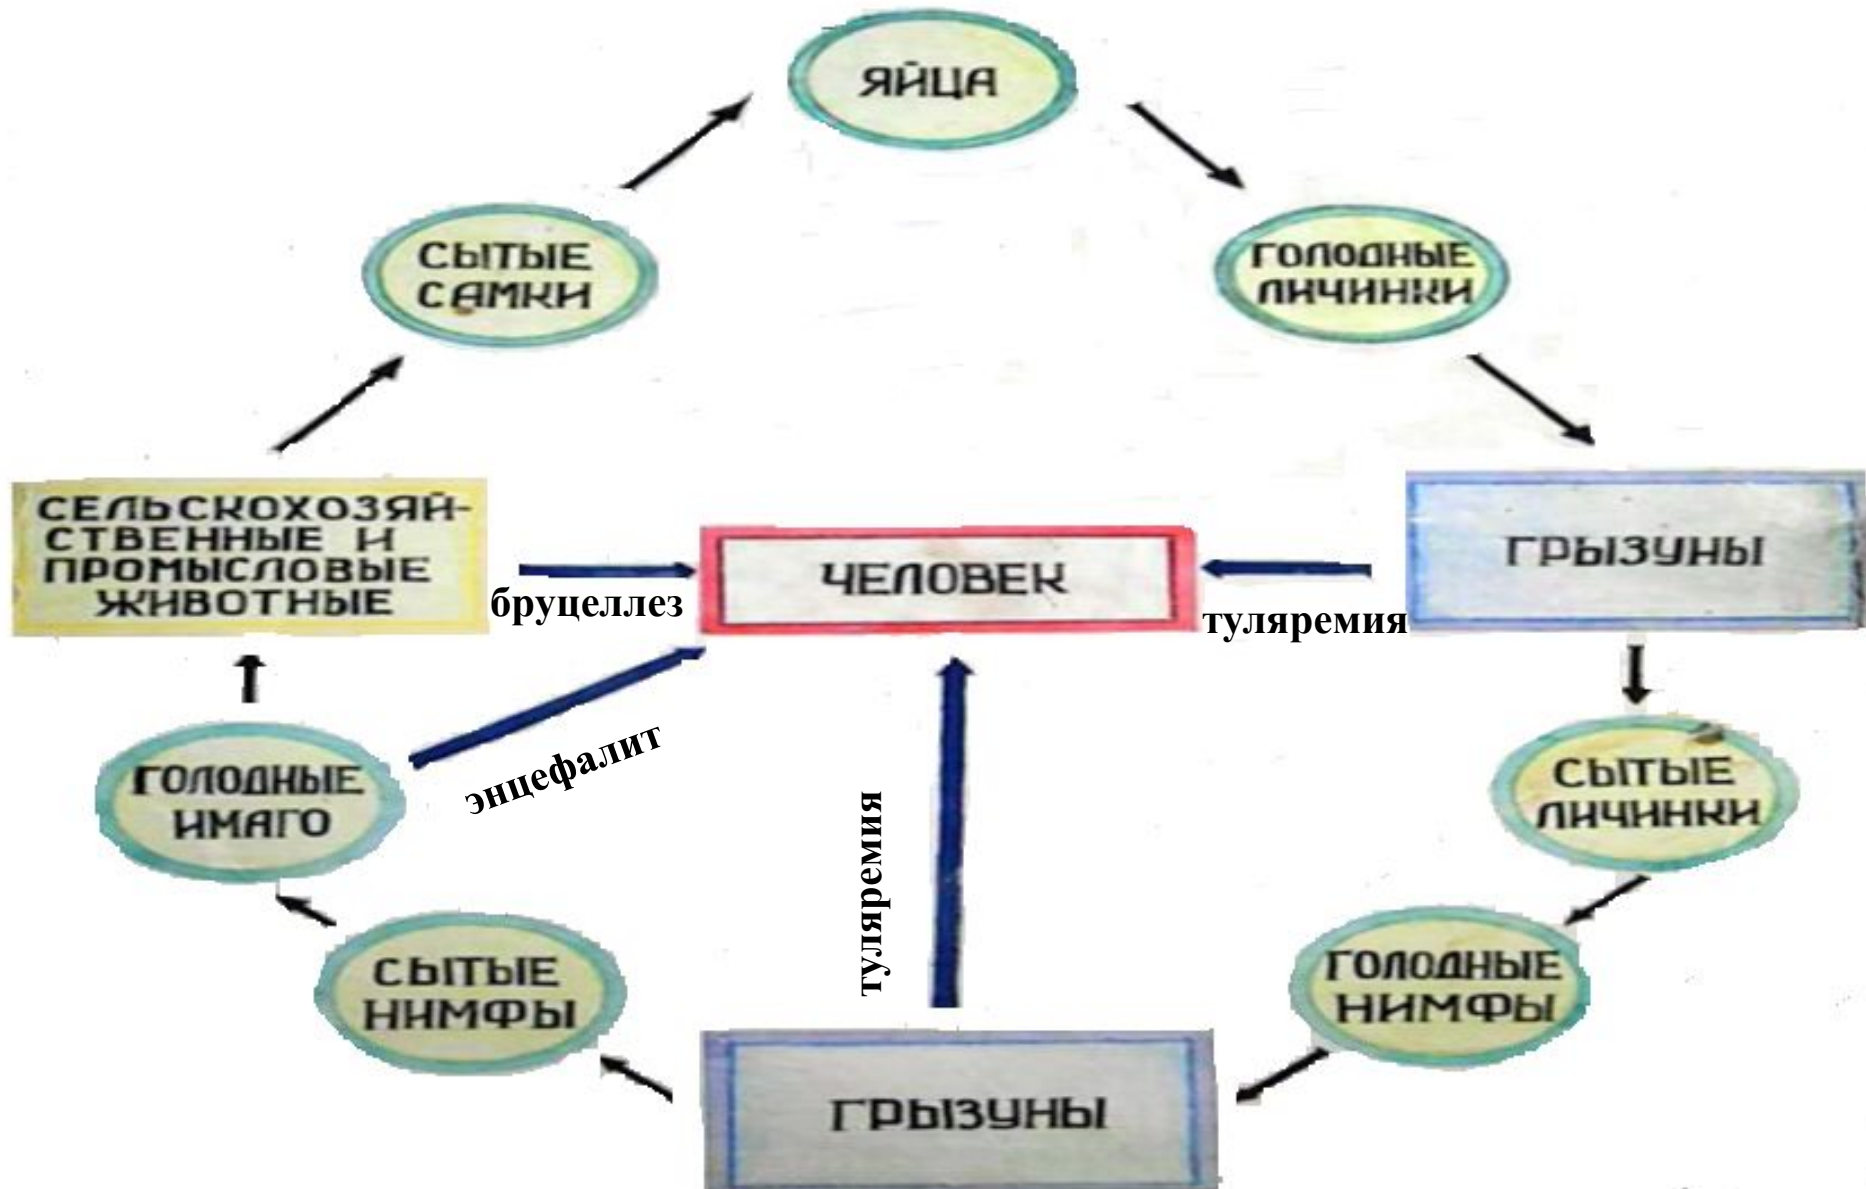 ЯЙЦА
СЫТЫЕ
САМКИ
ГОЛОДНЫЕ
ЛИЧИНКИ
СЕЛЬСКОХОЗЯЙ-
СТВЕННЫЕ И
ПРОМЫСЛОВЫЕ
ЖИВОТНЫЕ
бруцеллез
ЧЕЛОВЕК
туляремия
ГРЫЗУНЫ
ГОЛОДНЫЕ
ИМАГО
энцефалит
туляремия
СЫТЫЕ
ЛИЧИНКИ
СЫТЫЕ
НИМФЫ
ГОЛОДНЫЕ
НИМФЫ
ГРЫЗУНЫ